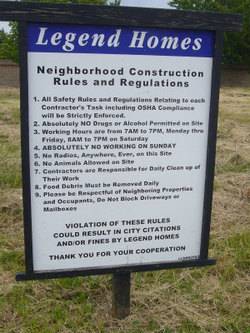 Legend Homes
Neighborhood Construction
Rules and Regulations
1. All Safety Rules and Regulations Relating to each
Contractor's Task including OSHA Compliance
will be Strictly Enforced.
2. Absolutely NO Drugs or Alcohol Permitted on Site
3. Working Hours are from 7AM to 7PM, Monday thru
Friday, 8AM to 7PM on Saturday
4. ABSOLUTELY NO WORKING ON SUNDAY
5. No Radios, Anywhere, Ever, on this Site
6. No Animals Allowed on Site
7. Contractors are Responsible for Daily Clean up of
Their Work
8. Food Debris Must be Removed Daily
9. Please be Respectful of Neighboring Properties
and Occupants, Do Not Block Driveways or
Mailboxes
VIOLATION OF THESE RULES
COULD RESULT IN CITY CITATIONS
AND/OR FINES BY LEGEND HOMES
THANK YOU FOR YOUR COOPERATION